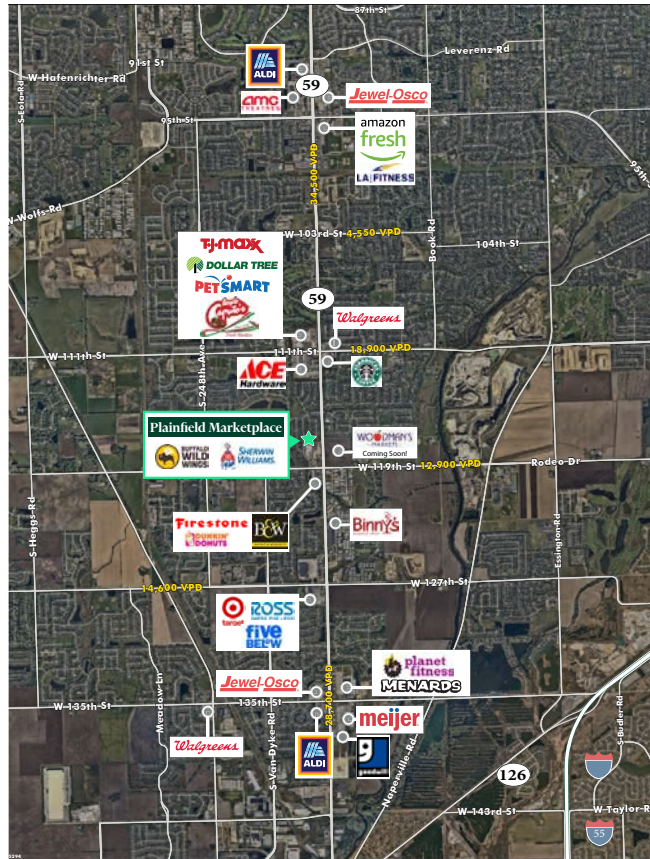 87th St
Leverenz Rd
91st St
W Hafenrichter Rd
S Eola Rd
ALDI
59
amc
THEATRES
Jewel-Osco
95th St
amazon
fresh
LA FITNESS
34,500 VPD
95th S
W Wolfs Rd
W 103rd St 4,550 VPD
Book Rd
104th St
T.J.maxx
DOLLAR TREE
PETSMART
59
Walgreens
W 111th St
111th St
18,900 VPD
S 248th Ave
ACE
Hardware
Plainfield Marketplace
BUFFALO
WILD
WINGS
SHERWIN
WILLIAMS.
WOODMAN'S
MARKETS
Coming Soon!
W 119th St 12,900 VPD
Rodeo Dr
S Heggs Rd
Firestone
DUNKIN'
DONUTS
B&W
Binny's
Essington Rd
14,600 VPD
W 127th St
target
ROSS
DRESS FOR LESS
five
BELOW
Meadow Ln
planet
fitness
MENARDS
Jewel-Osco
28,700 VPD
W 135th St
135th St
S Van Dyke Rd
Walgreens
ALDI
meijer
goodwill
Naperville Rd
S Budler Rd
126
W 143rd St
W Taylor R
55